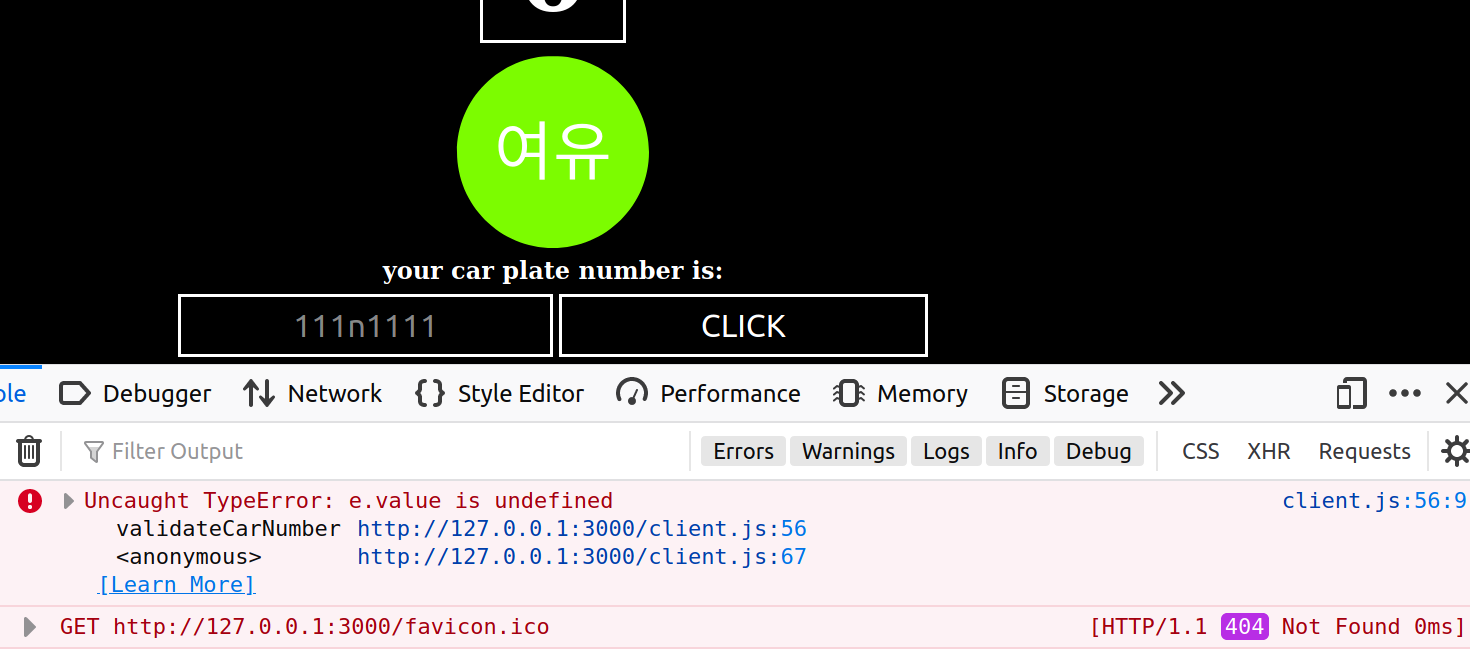 여유
your car plate number is:
111n1111 CLICK
Debugger Network Style Editor Performance Memory Storage
Filter Output Errors Warnings Logs Info Debug CSS XHR Requests
Uncaught TypeError: e.value is undefined client.js:56:9
validateCarNumber http://127.0.0.1:3000/client.js:56
<anonymous> http://127.0.0.1:3000/client.js:67
[Learn More]
GET http://127.0.0.1:3000/favicon.ico [HTTP/1.1 404 Not Found 0ms]